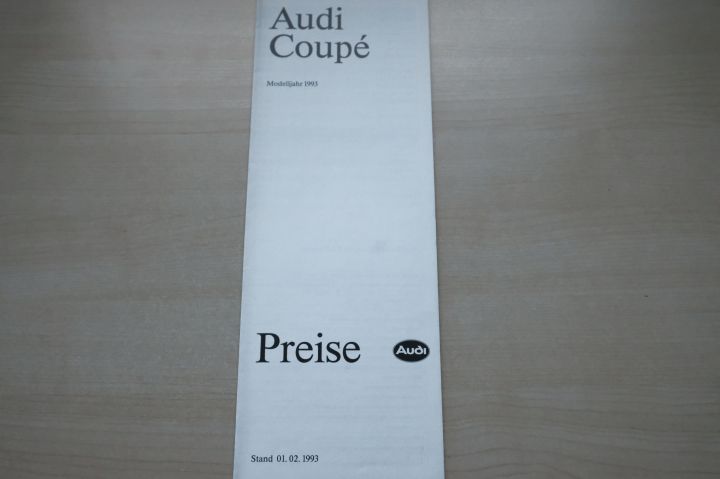 Audi
Coupé
Modelljahr 1993
Preise
Audi
Stand 01.02.1993